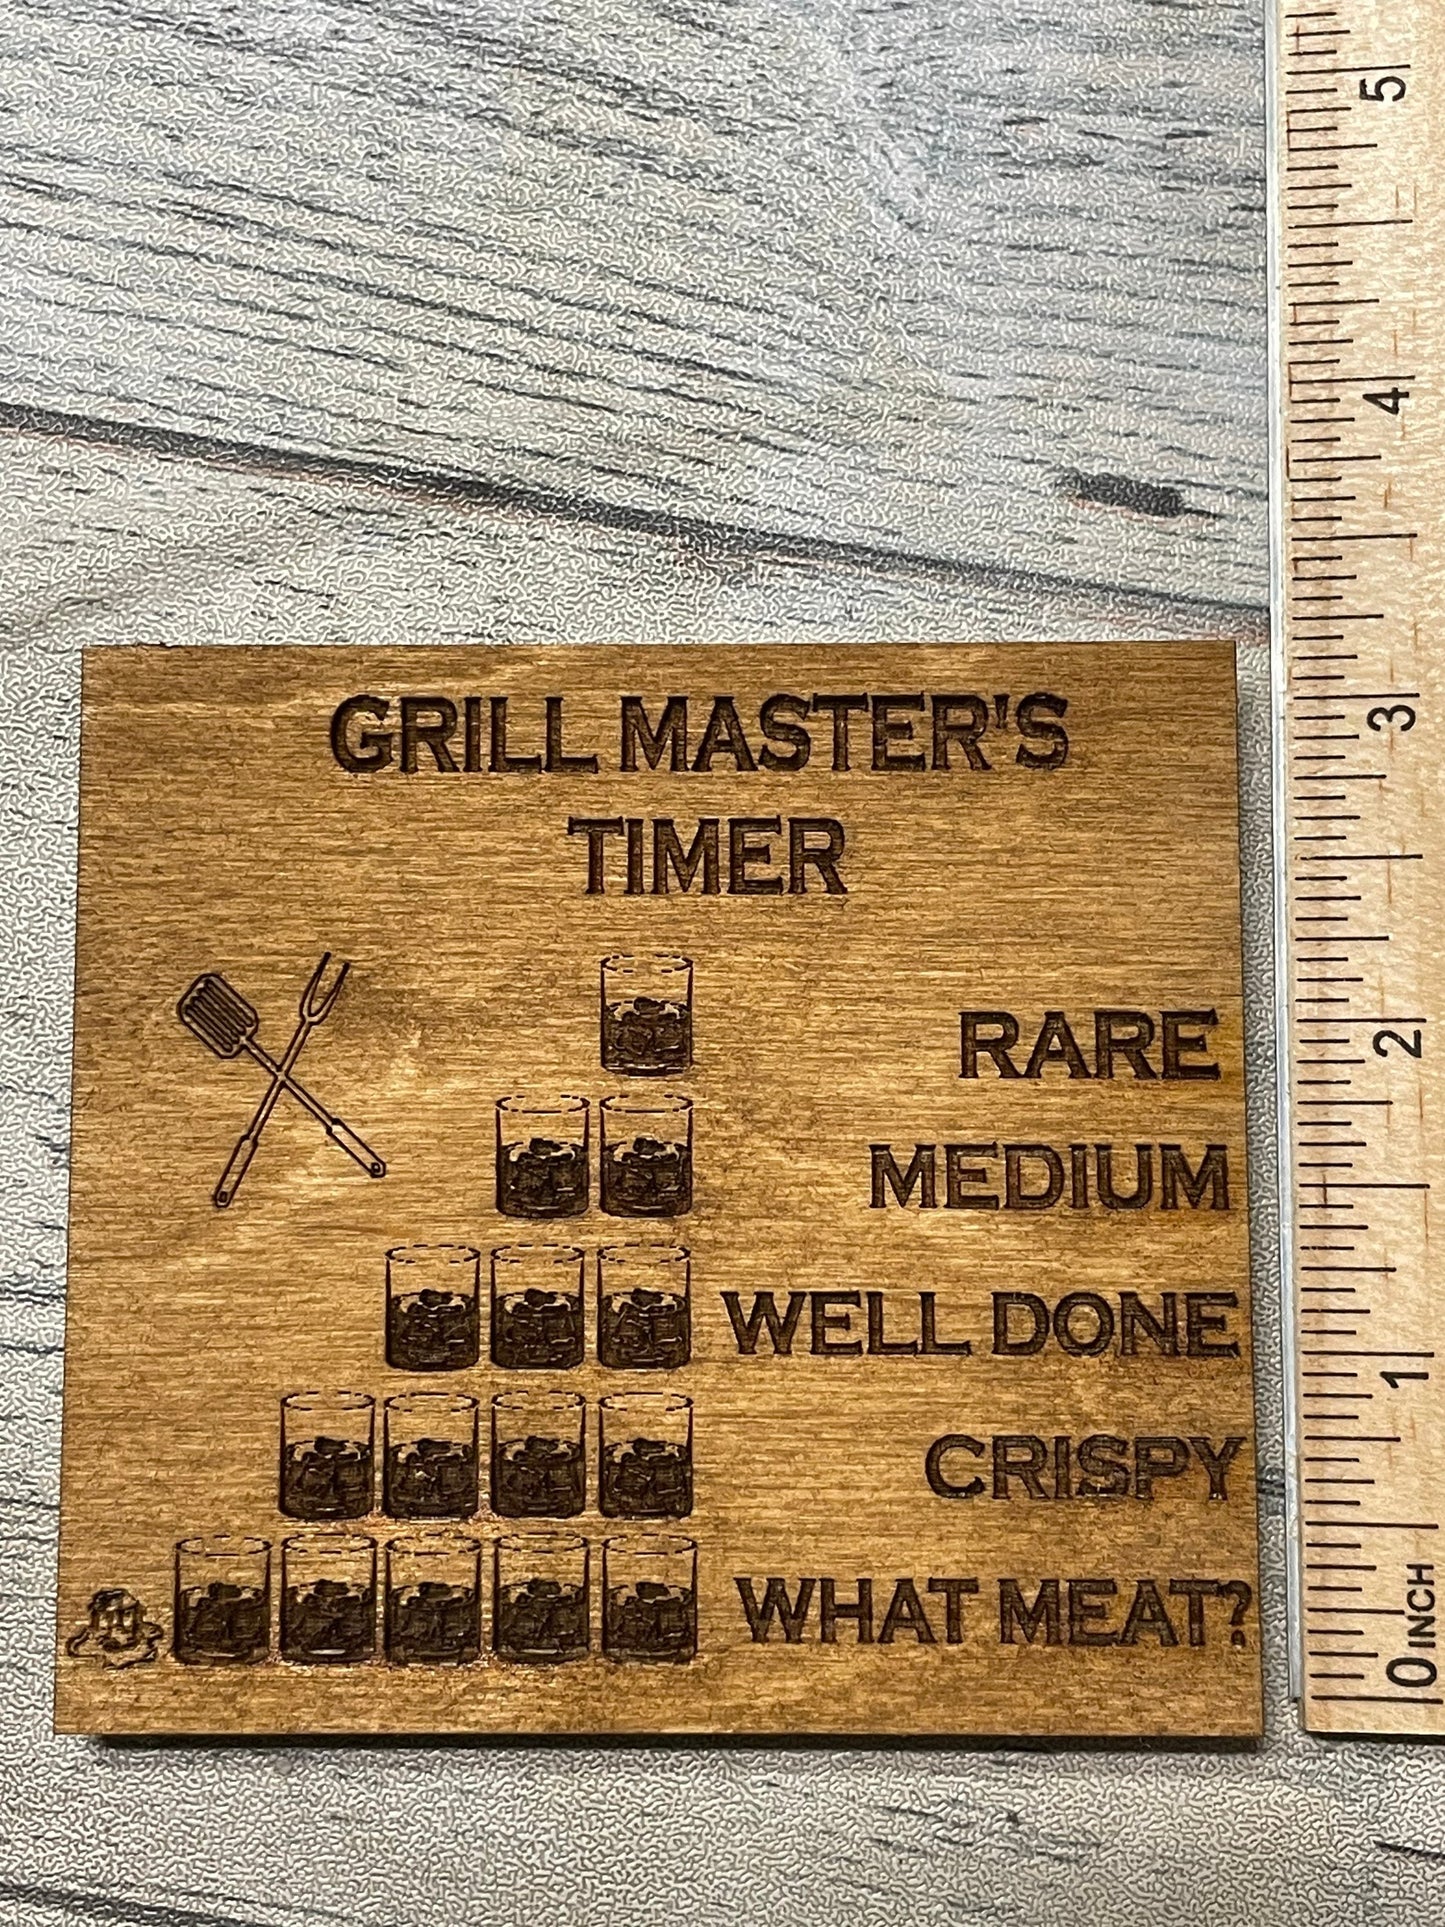 GRILL MASTER'S
TIMER
RARE
MEDIUM
WELL DONE
CRISPY
WHAT MEAT?
5
4
3
2
1
0 INCH